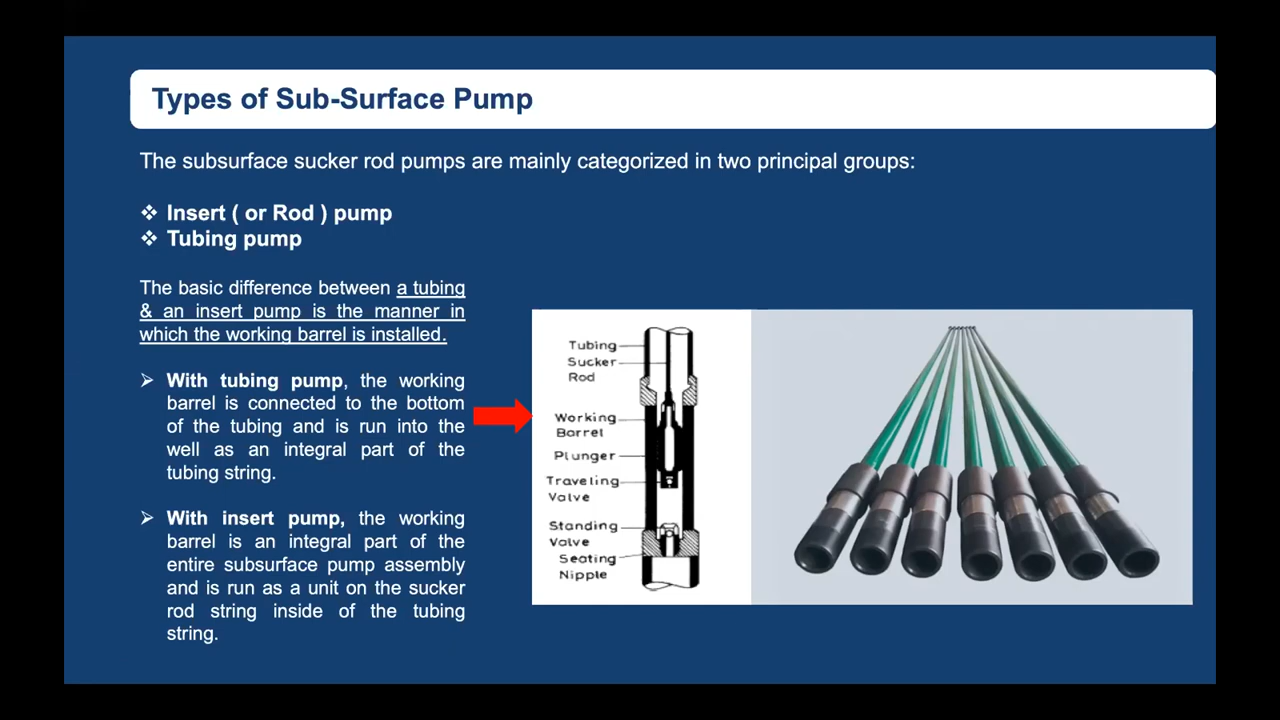 Types of Sub-Surface Pump
The subsurface sucker rod pumps are mainly categorized in two principal groups:
❖ Insert ( or Rod ) pump
❖ Tubing pump
The basic difference between a tubing
& an insert pump is the manner in
which the working barrel is installed.
➢ With tubing pump, the working
barrel is connected to the bottom
of the tubing and is run into the
well as an integral part of the
tubing string.
➢ With insert pump, the working
barrel is an integral part of the
entire subsurface pump assembly
and is run as a unit on the sucker
rod string inside of the tubing
string.
Tubing
Sucker
Rod
Working
Barrel
Plunger
Traveling
Valve
Standing
Valve
Seating
Nipple